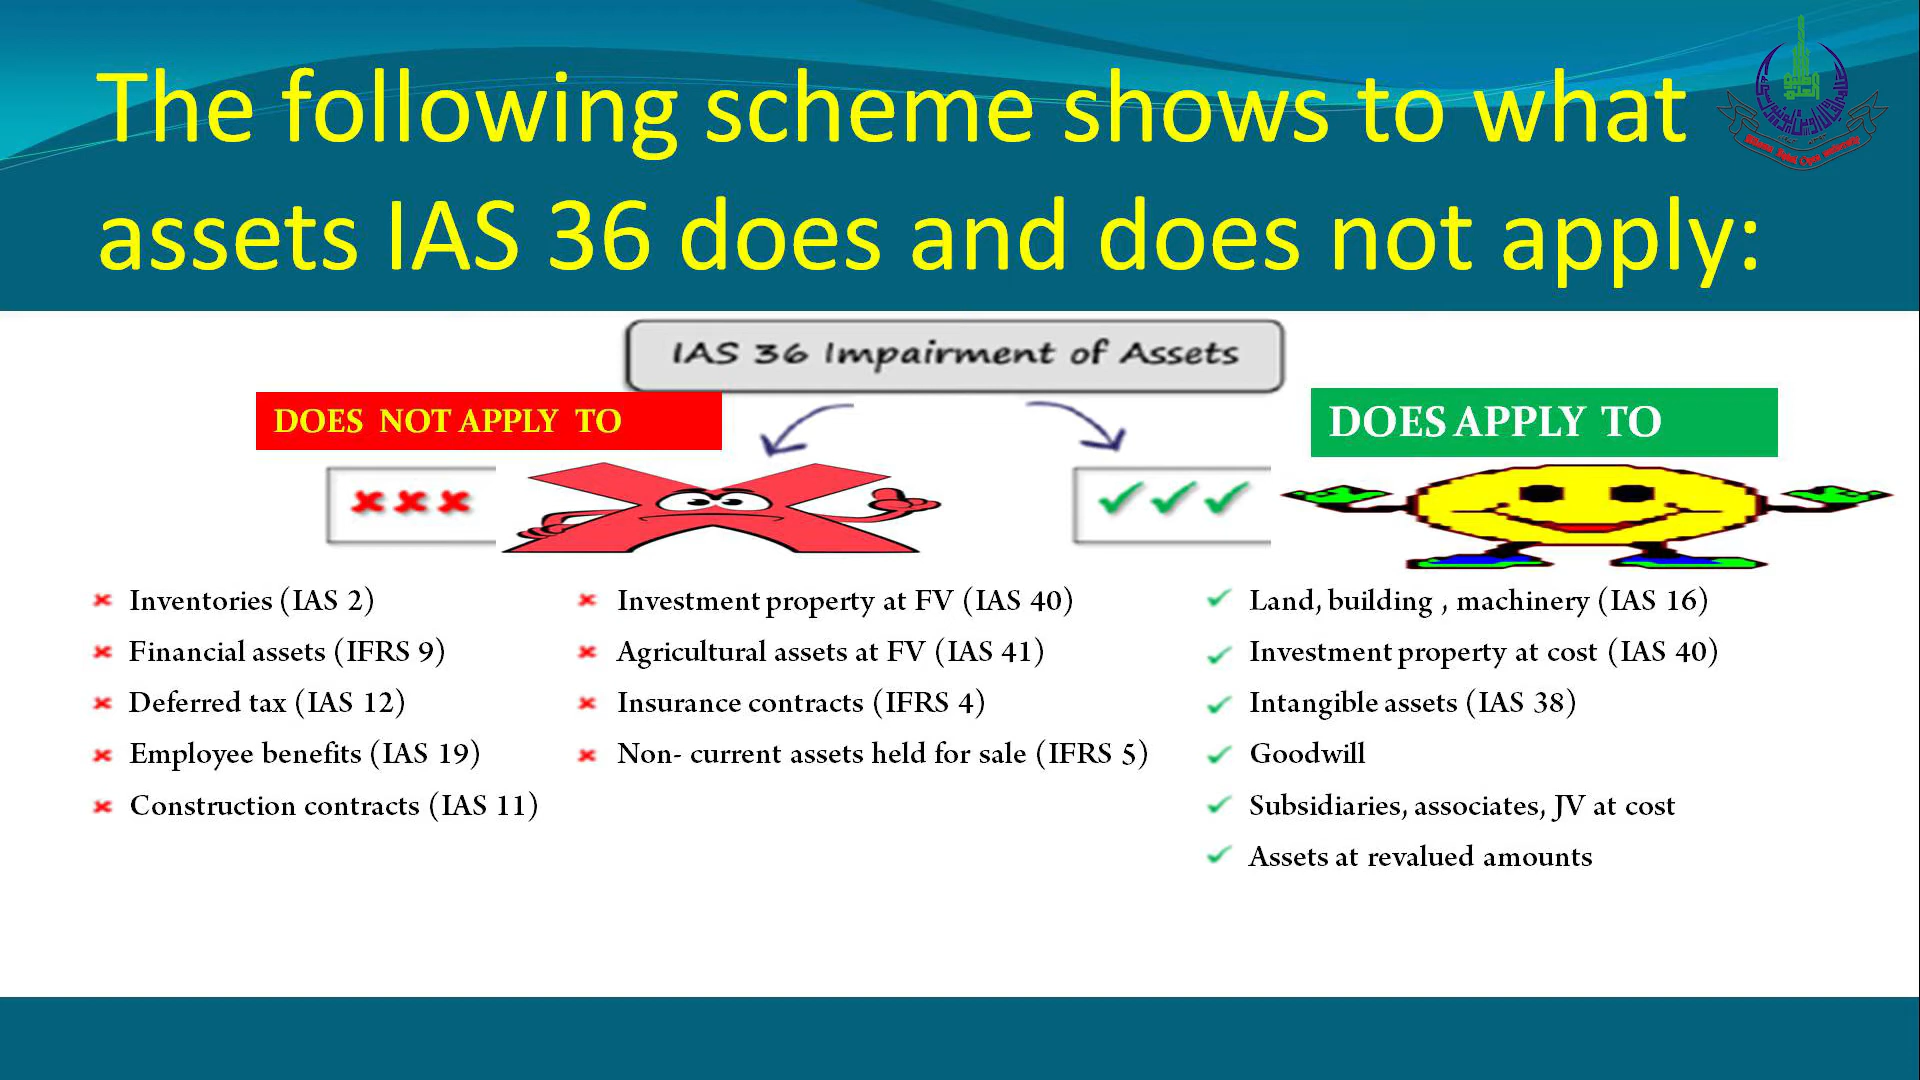 The following scheme shows to what
assets IAS 36 does and does not apply:
IAS 36 Impairment of Assets
DOES NOT APPLY TO
DOES APPLY TO
Inventories (IAS 2)
Financial assets (IFRS 9)
Deferred tax (IAS 12)
Employee benefits (IAS 19)
Construction contracts (IAS 11)
Investment property at FV (IAS 40)
Agricultural assets at FV (IAS 41)
Insurance contracts (IFRS 4)
Non- current assets held for sale (IFRS 5)
Land, building , machinery (IAS 16)
Investment property at cost (IAS 40)
Intangible assets (IAS 38)
Goodwill
Subsidiaries, associates, JV at cost
Assets at revalued amounts